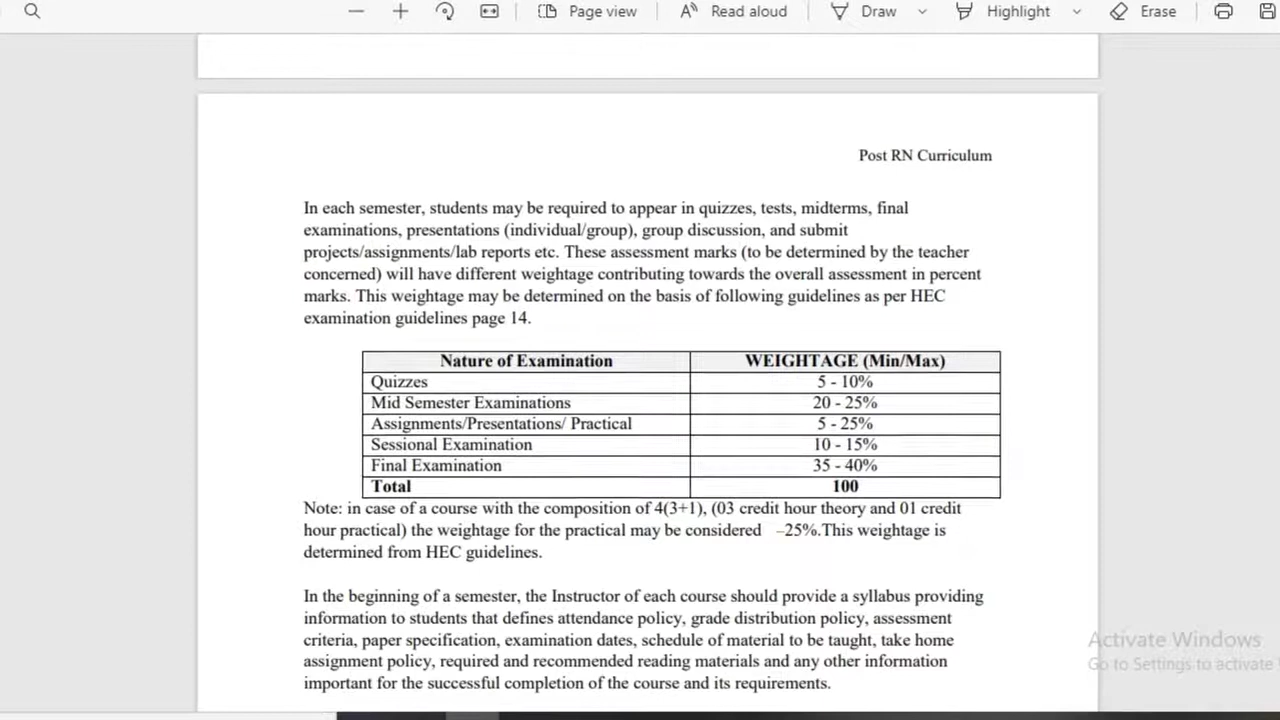 Page view
Read aloud
Draw
Highlight
Erase
Post RN Curriculum
In each semester, students may be required to appear in quizzes, tests, midterms, final
examinations, presentations (individual/group), group discussion, and submit
projects/assignments/lab reports etc. These assessment marks (to be determined by the teacher
concerned) will have different weightage contributing towards the overall assessment in percent
marks. This weightage may be determined on the basis of following guidelines as per HEC
examination guidelines page 14.
Nature of Examination WEIGHTAGE (Min/Max)
Quizzes 5 - 10%
Mid Semester Examinations 20 - 25%
Assignments/Presentations/ Practical 5 - 25%
Sessional Examination 10 - 15%
Final Examination 35 - 40%
Total 100
Note: in case of a course with the composition of 4(3+1), (03 credit hour theory and 01 credit
hour practical) the weightage for the practical may be considered –25%.This weightage is
determined from HEC guidelines.
In the beginning of a semester, the Instructor of each course should provide a syllabus providing
information to students that defines attendance policy, grade distribution policy, assessment
criteria, paper specification, examination dates, schedule of material to be taught, take home
assignment policy, required and recommended reading materials and any other information
important for the successful completion of the course and its requirements.
Activate Windows
Go to Settings to activate